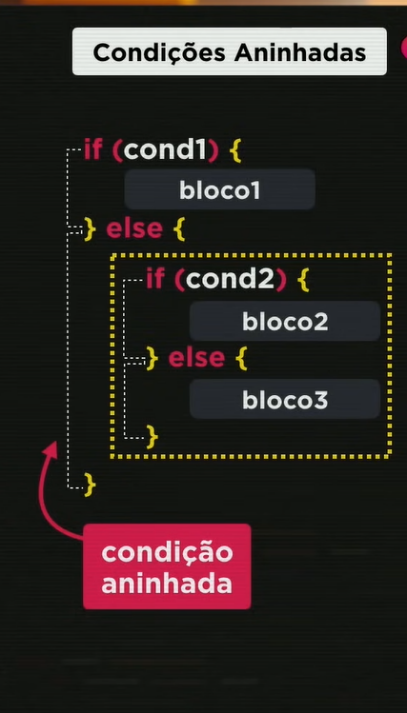 Condições Aninhadas
if (cond1) {
bloco1
} else {
if (cond2) {
bloco2
} else {
bloco3
}
}
condição
aninhada